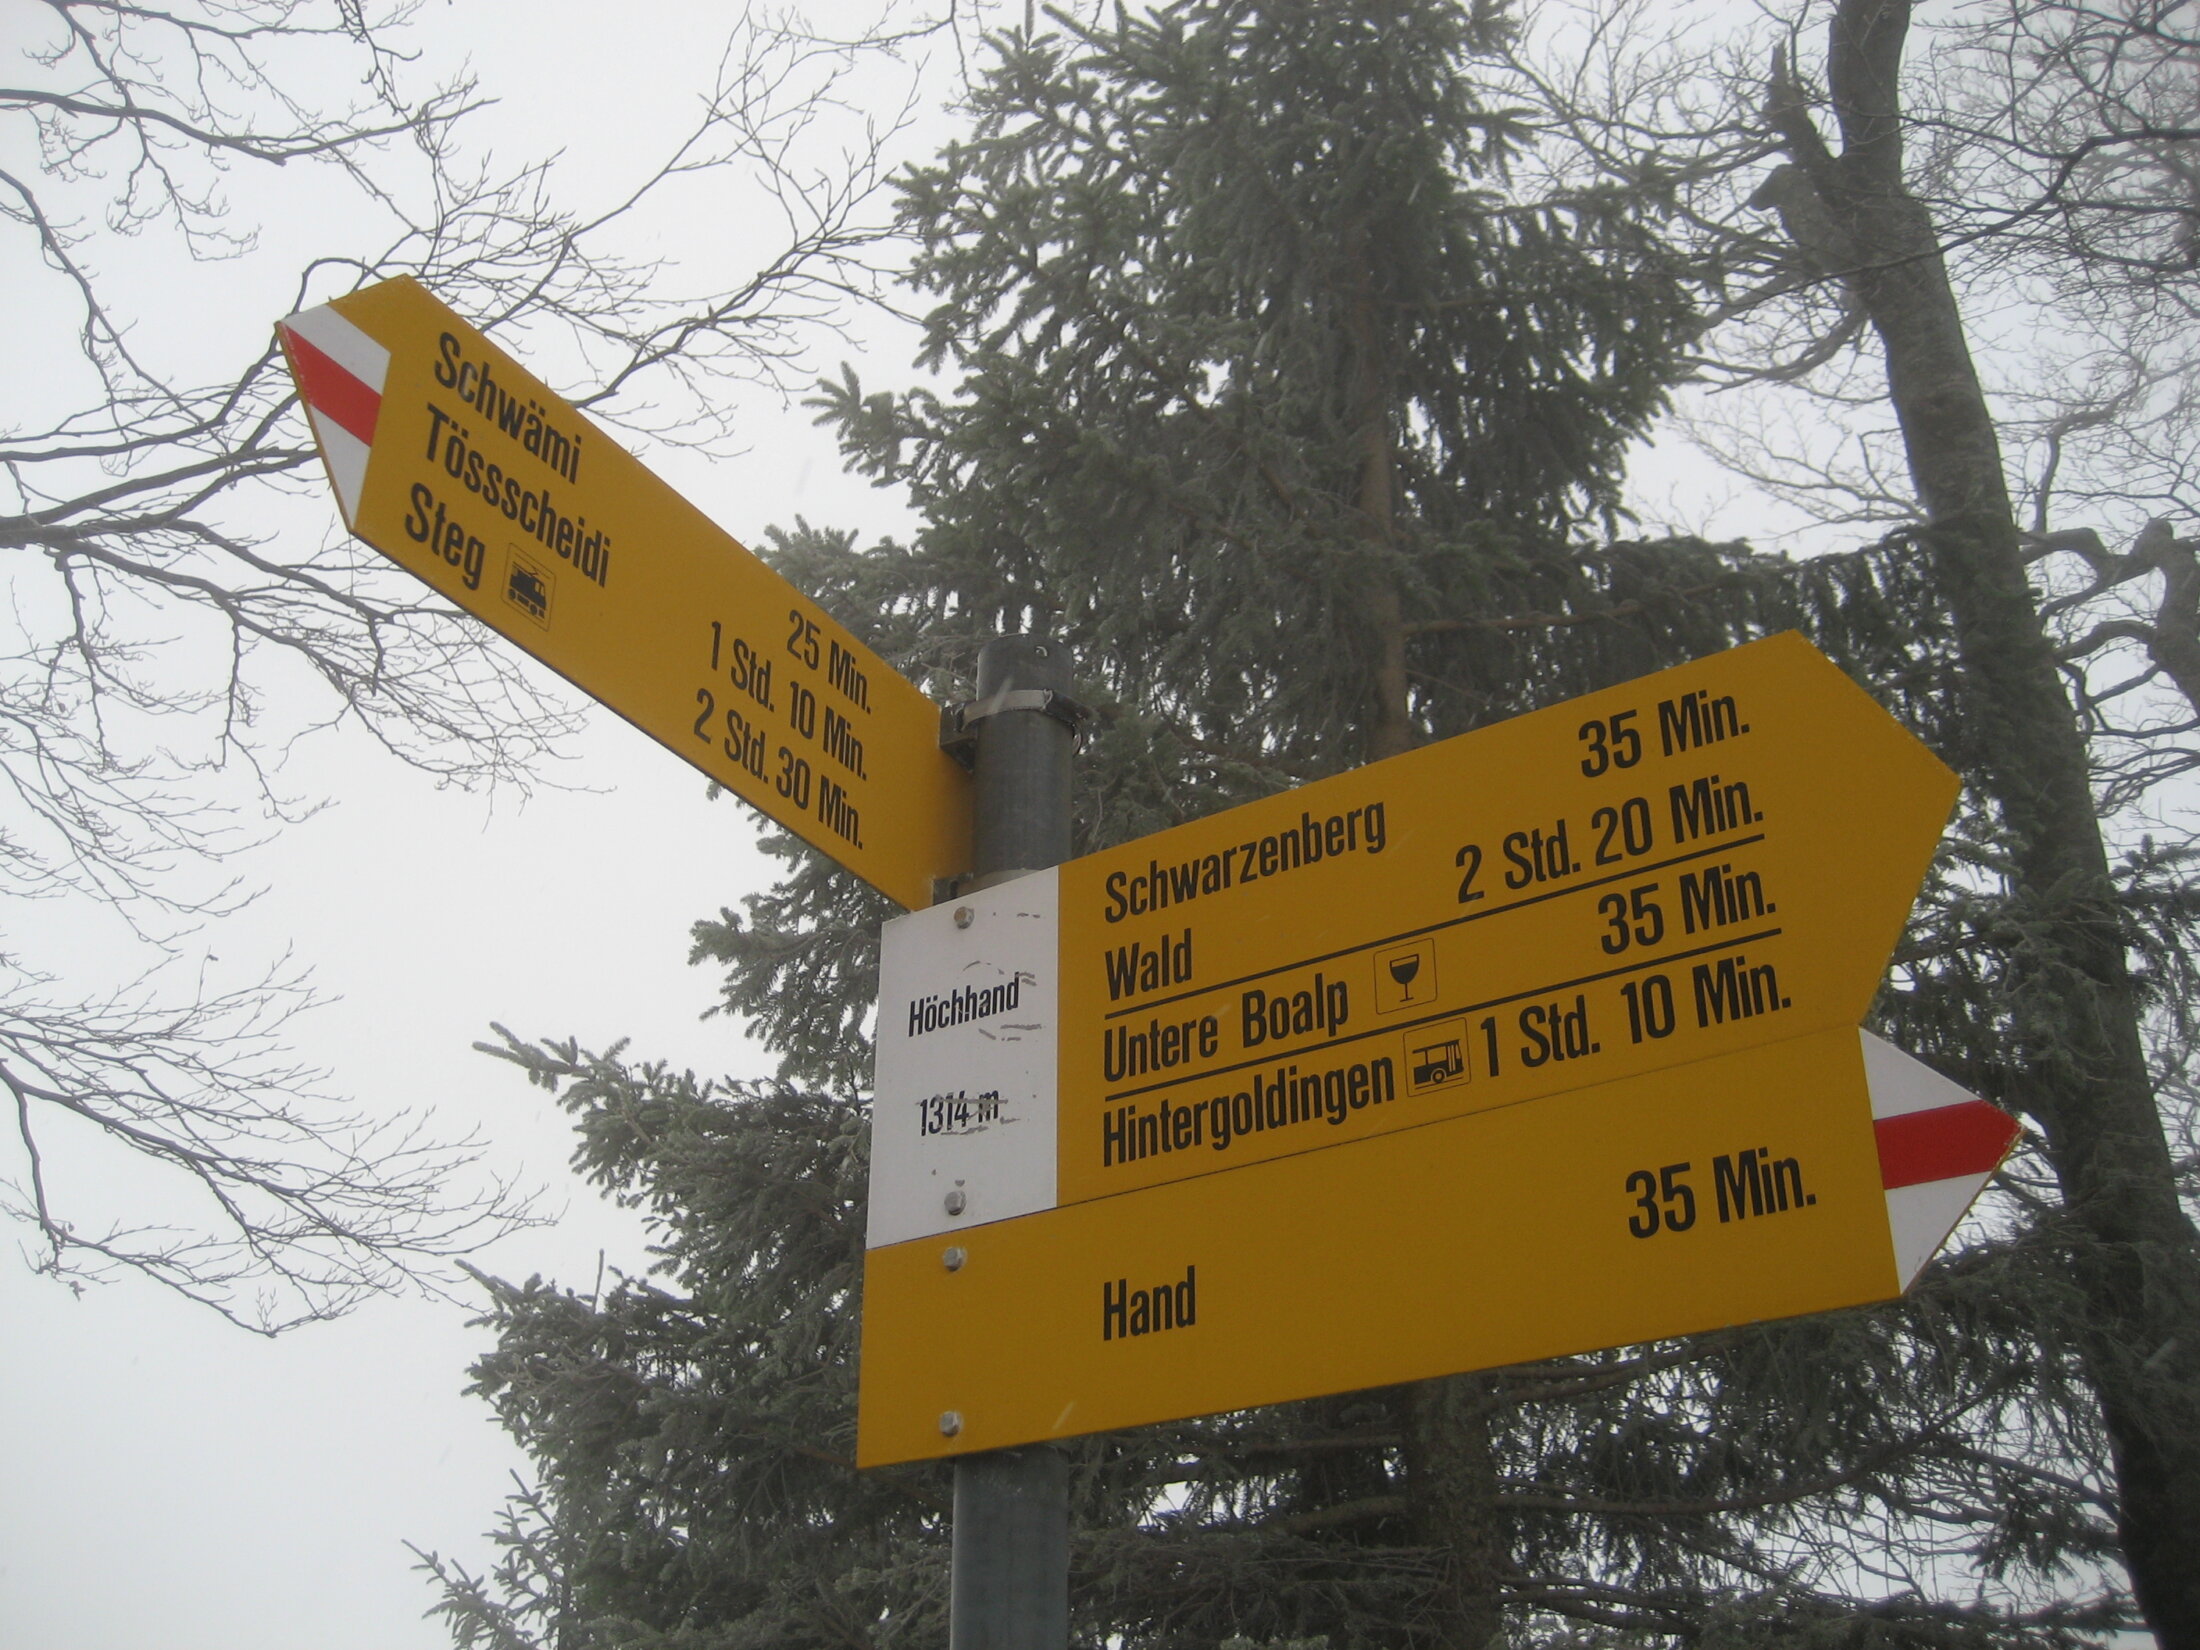 Schwämi 25 Min.
Tössscheidi 1 Std. 10 Min.
Steg 2 Std. 30 Min.
Höchhand
1314 m
Schwarzenberg 35 Min.
Wald 2 Std. 20 Min.
Untere Boalp 35 Min.
Hintergoldingen 1 Std. 10 Min.
Hand 35 Min.